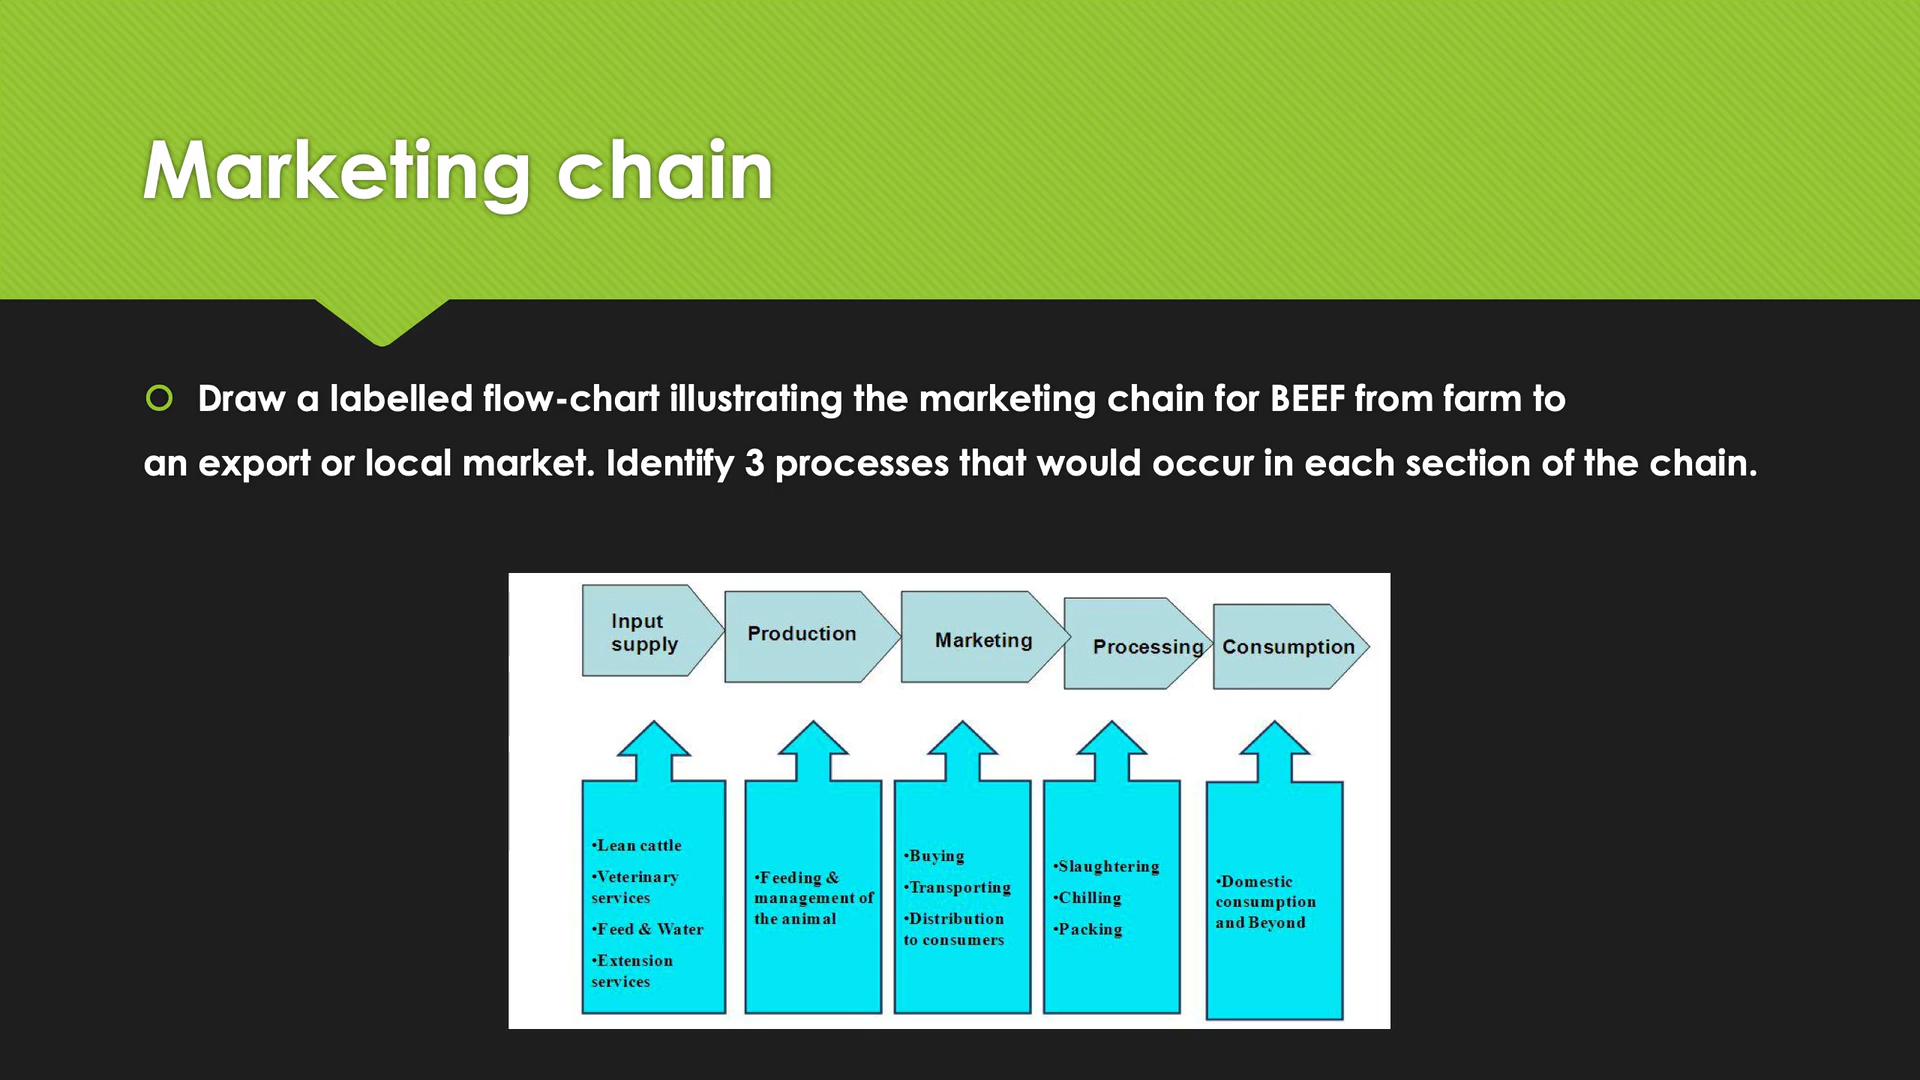 Marketing chain
Draw a labelled flow-chart illustrating the marketing chain for BEEF from farm to
an export or local market. Identify 3 processes that would occur in each section of the chain.
Input
supply
Production
Marketing
Processing
Consumption
•Lean cattle
•Veterinary
services
•Feed & Water
•Extension
services
•Feeding &
management of
the animal
•Buying
•Transporting
•Distribution
to consumers
•Slaughtering
•Chilling
•Packing
•Domestic
consumption
and Beyond